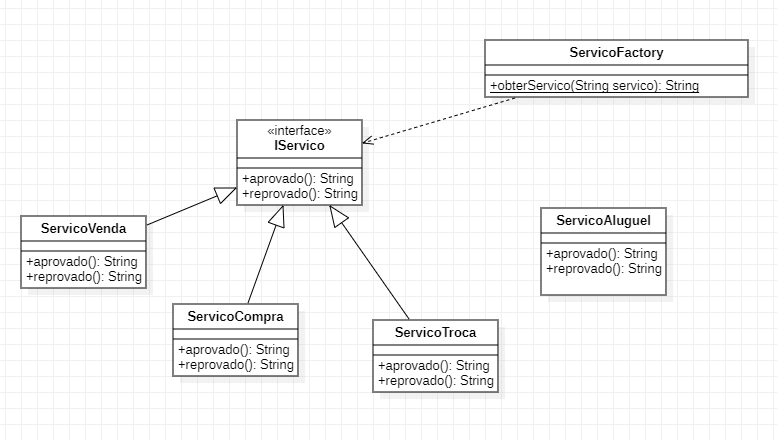 ServicoFactory
+obterServico(String servico): String
«interface»
IServico
+aprovado(): String
+reprovado(): String
ServicoVenda
+aprovado(): String
+reprovado(): String
ServicoAluguel
+aprovado(): String
+reprovado(): String
ServicoCompra
+aprovado(): String
+reprovado(): String
ServicoTroca
+aprovado(): String
+reprovado(): String